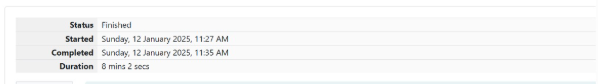 Status Finished
Started Sunday, 12 January 2025, 11:27 AM
Completed Sunday, 12 January 2025, 11:35 AM
Duration 8 mins 2 secs